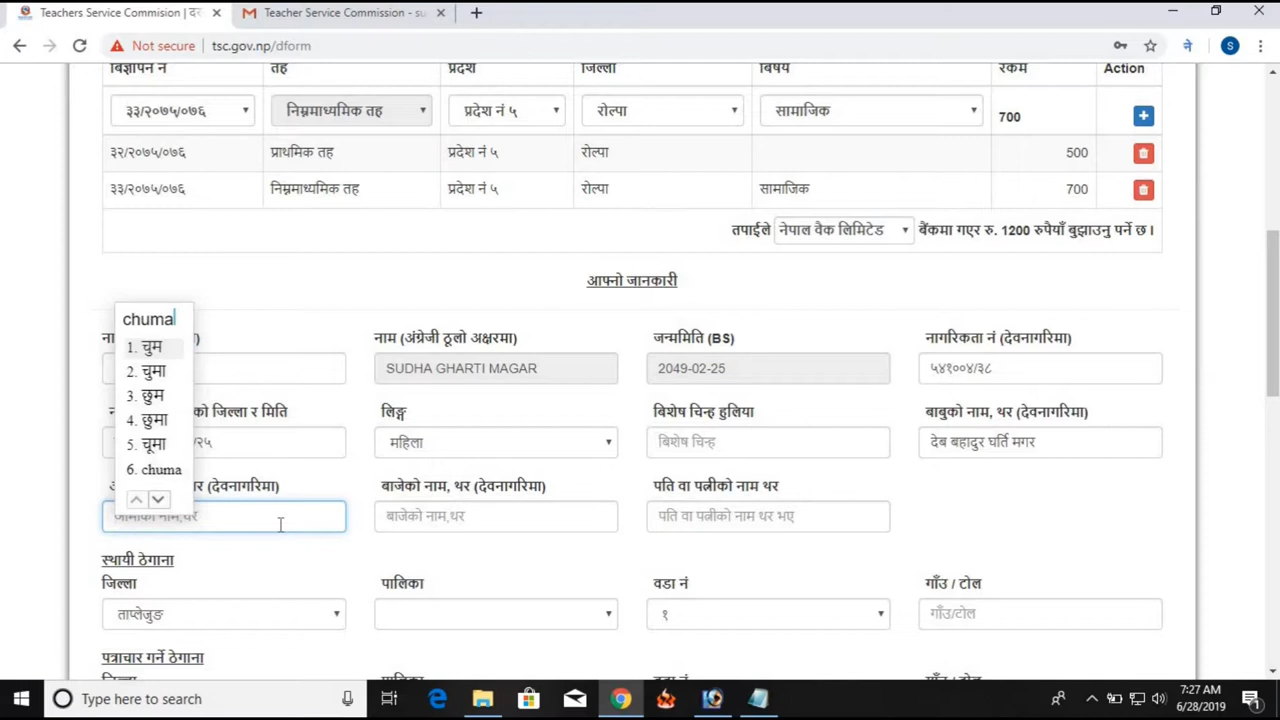 Teachers Service Commision | दर
Teacher Service Commission - su
Not secure
tsc.gov.np/dform
बिज्ञापन नं
तह
प्रदेश
जिल्ला
बिषय
रकम
Action
३३/२०७५/०७६
निम्नमाध्यमिक तह
प्रदेश नं ५
रोल्पा
सामाजिक
700
३२/२०७५/०७६
प्राथमिक तह
प्रदेश नं ५
रोल्पा
500
३३/२०७५/०७६
निम्नमाध्यमिक तह
प्रदेश नं ५
रोल्पा
सामाजिक
700
तपाईले
नेपाल वैक लिमिटेड
बैंकमा गएर रु. 1200 रुपैयाँ बुझाउनु पर्ने छ ।
आफ्नो जानकारी
chuma
1. चुम
2. चुमा
3. छुम
4. छुमा
5. चूमा
6. chuma
नाम (अंग्रेजी ठूलो अक्षरमा)
जन्ममिति (BS)
नागरिकता नं (देवनागरिमा)
SUDHA GHARTI MAGAR
2049-02-25
५४१००४/३८
को जिल्ला र मिति
लिङ्ग
बिशेष चिन्ह हुलिया
बाबुको नाम, थर (देवनागरिमा)
/२५
महिला
बिशेष चिन्ह
देब बहादुर घर्ति मगर
(देवनागरिमा)
बाजेको नाम, थर (देवनागरिमा)
पति वा पत्नीको नाम थर
आमाको नाम,थर
बाजेको नाम,थर
पति वा पत्नीको नाम थर भए
स्थायी ठेगाना
जिल्ला
पालिका
वडा नं
गाँउ / टोल
ताप्लेजुङ
१
गाँउ/टोल
पत्राचार गर्ने ठेगाना
Type here to search
7:27 AM
6/28/2019